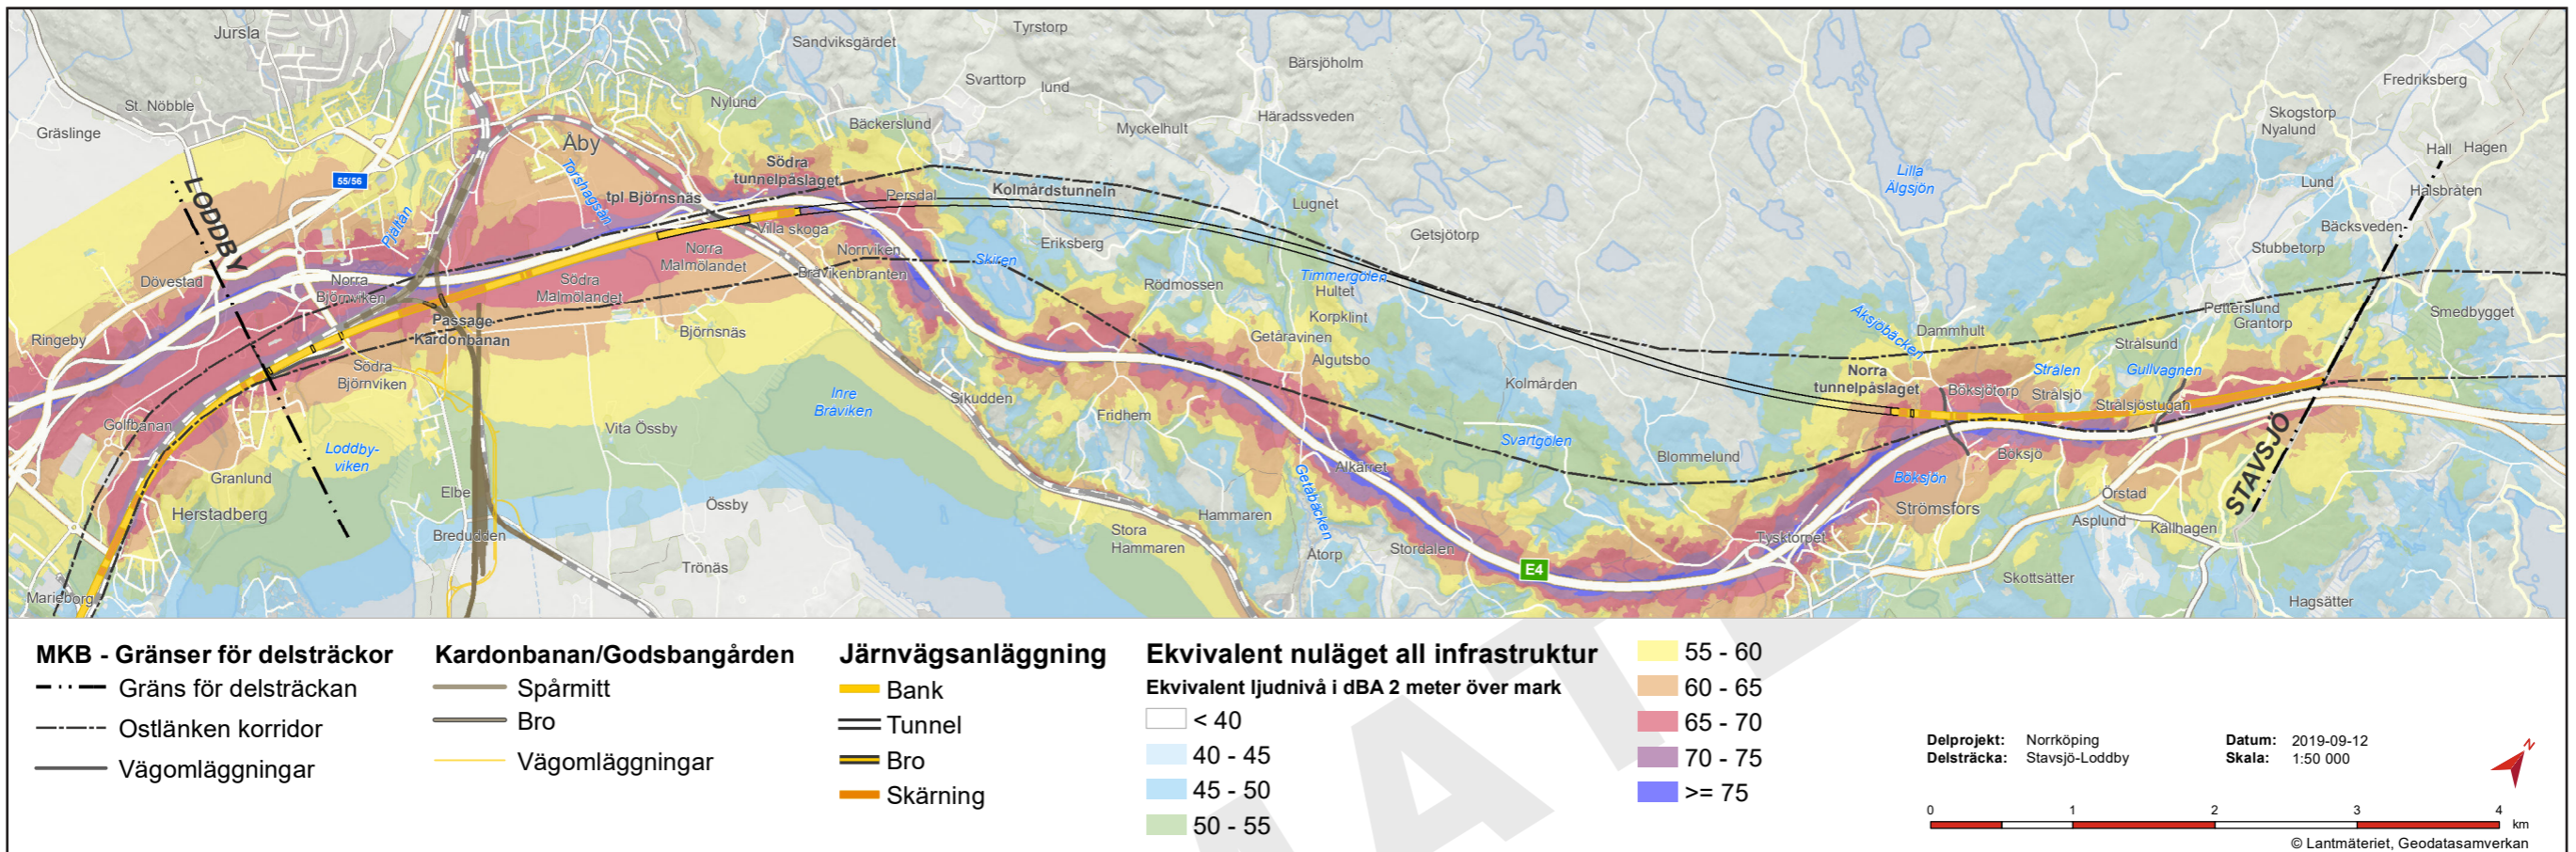 Jursla
St. Nöbble
Gräslinge
Sandviksgärdet
Tyrstorp
Svarttorp
lund
Bärsjöholm
Nylund
Bäckerslund
Myckelhult
Häradssveden
Fredriksberg
Skogstorp
Nyalund
Hall
Hagen
Åby
55/56
LODDBY
Pjältån
Torshagsån
tpl Björnsnäs
Södra
tunnelpåslaget
Persdal
Kolmårdstunneln
Lugnet
Lilla
Älgsjön
Lund
Halsbråten
Bäcksveden
Stubbetorp
Getsjötorp
Eriksberg
Villa skoga
Norrviken
Bråvikenbranten
Skiren
Norra
Malmölandet
Södra
Malmölandet
Dövestad
Norra
Björnviken
Rödmossen
Timmergölen
Hultet
Korpklint
Getåravinen
Algutsbo
Kolmården
Åksjöbäcken
Dammhult
Petterslund
Grantorp
Smedbygget
Strålsund
Strålen
Gullvagnen
Norra
tunnelpåslaget
Böksjötorp
Strålsjö
Strålsjöstugan
Ringeby
Passage
Kardonbanan
Björnsnäs
Södra
Björnviken
Golfbanan
Inre
Bråviken
Sikudden
Fridhem
Vita Össby
Loddby-
viken
Granlund
Herstadberg
Elbe
Össby
Bredudden
Trönäs
Marieborg
Stora
Hammaren
Hammaren
Getåbäcken
Åtorp
Alkärret
Stordalen
E4
Svartgölen
Blommelund
Tysktorpet
Böksjö
Böksjön
Strömsfors
Örstad
Asplund
Källhagen
Skottsätter
Hagsätter
STAVSJÖ
MKB - Gränser för delsträckor
Gräns för delsträckan
Ostlänken korridor
Vägomläggningar
Kardonbanan/Godsbangården
Spårmitt
Bro
Vägomläggningar
Järnvägsanläggning
Bank
Tunnel
Bro
Skärning
Ekvivalent nuläget all infrastruktur
Ekvivalent ljudnivå i dBA 2 meter över mark
< 40
40 - 45
45 - 50
50 - 55
55 - 60
60 - 65
65 - 70
70 - 75
>= 75
Delprojekt: Norrköping
Delsträcka: Stavsjö-Loddby
Datum: 2019-09-12
Skala: 1:50 000
N
0 1 2 3 4
km
© Lantmäteriet, Geodatasamverkan